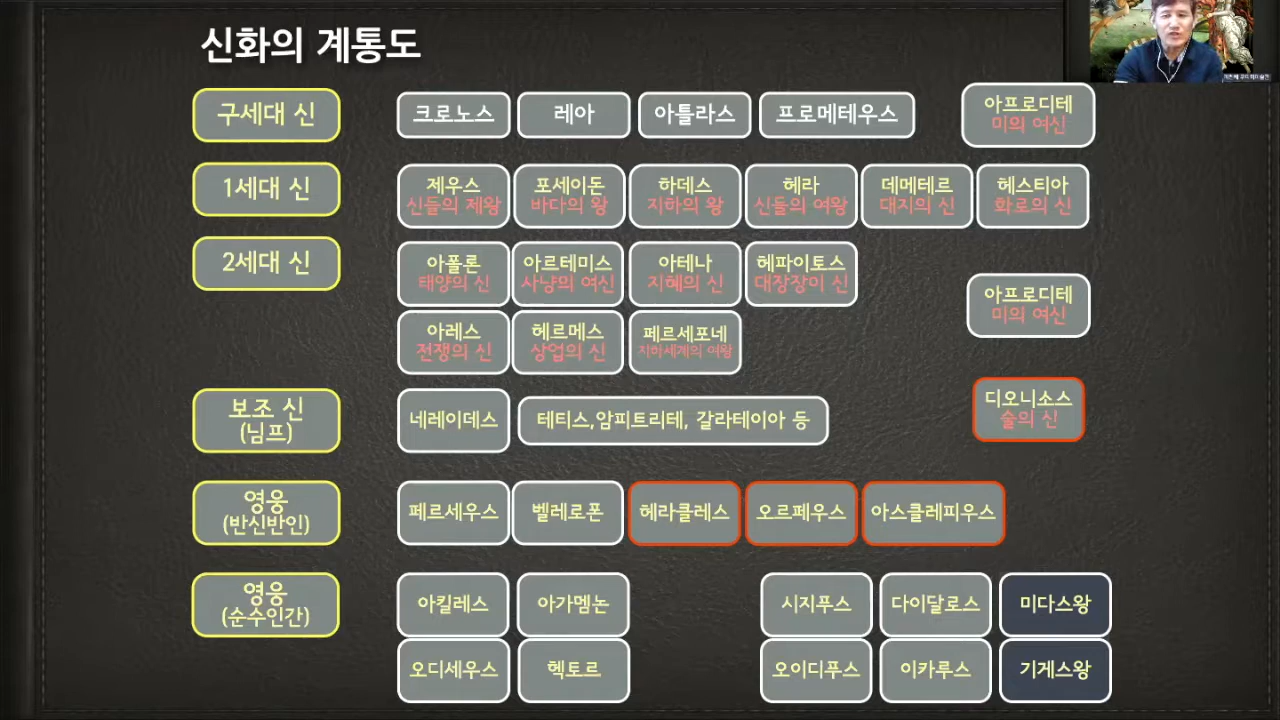 신화의 계통도
구세대 신
크로노스
레아
아틀라스
프로메테우스
아프로디테
미의 여신
1세대 신
제우스
신들의 제왕
포세이돈
바다의 왕
하데스
지하의 왕
헤라
신들의 여왕
데메테르
대지의 신
헤스티아
화로의 신
2세대 신
아폴론
태양의 신
아르테미스
사냥의 여신
아테나
지혜의 신
헤파이토스
대장장이 신
아프로디테
미의 여신
아레스
전쟁의 신
헤르메스
상업의 신
페르세포네
지하세계의 여왕
보조 신
(님프)
네레이데스
테티스,암피트리테, 갈라테이아 등
디오니소스
술의 신
영웅
(반신반인)
페르세우스
벨레로폰
헤라클레스
오르페우스
아스클레피우스
영웅
(순수인간)
아킬레스
아가멤논
시지푸스
다이달로스
미다스왕
오디세우스
헥토르
오이디푸스
이카루스
기게스왕